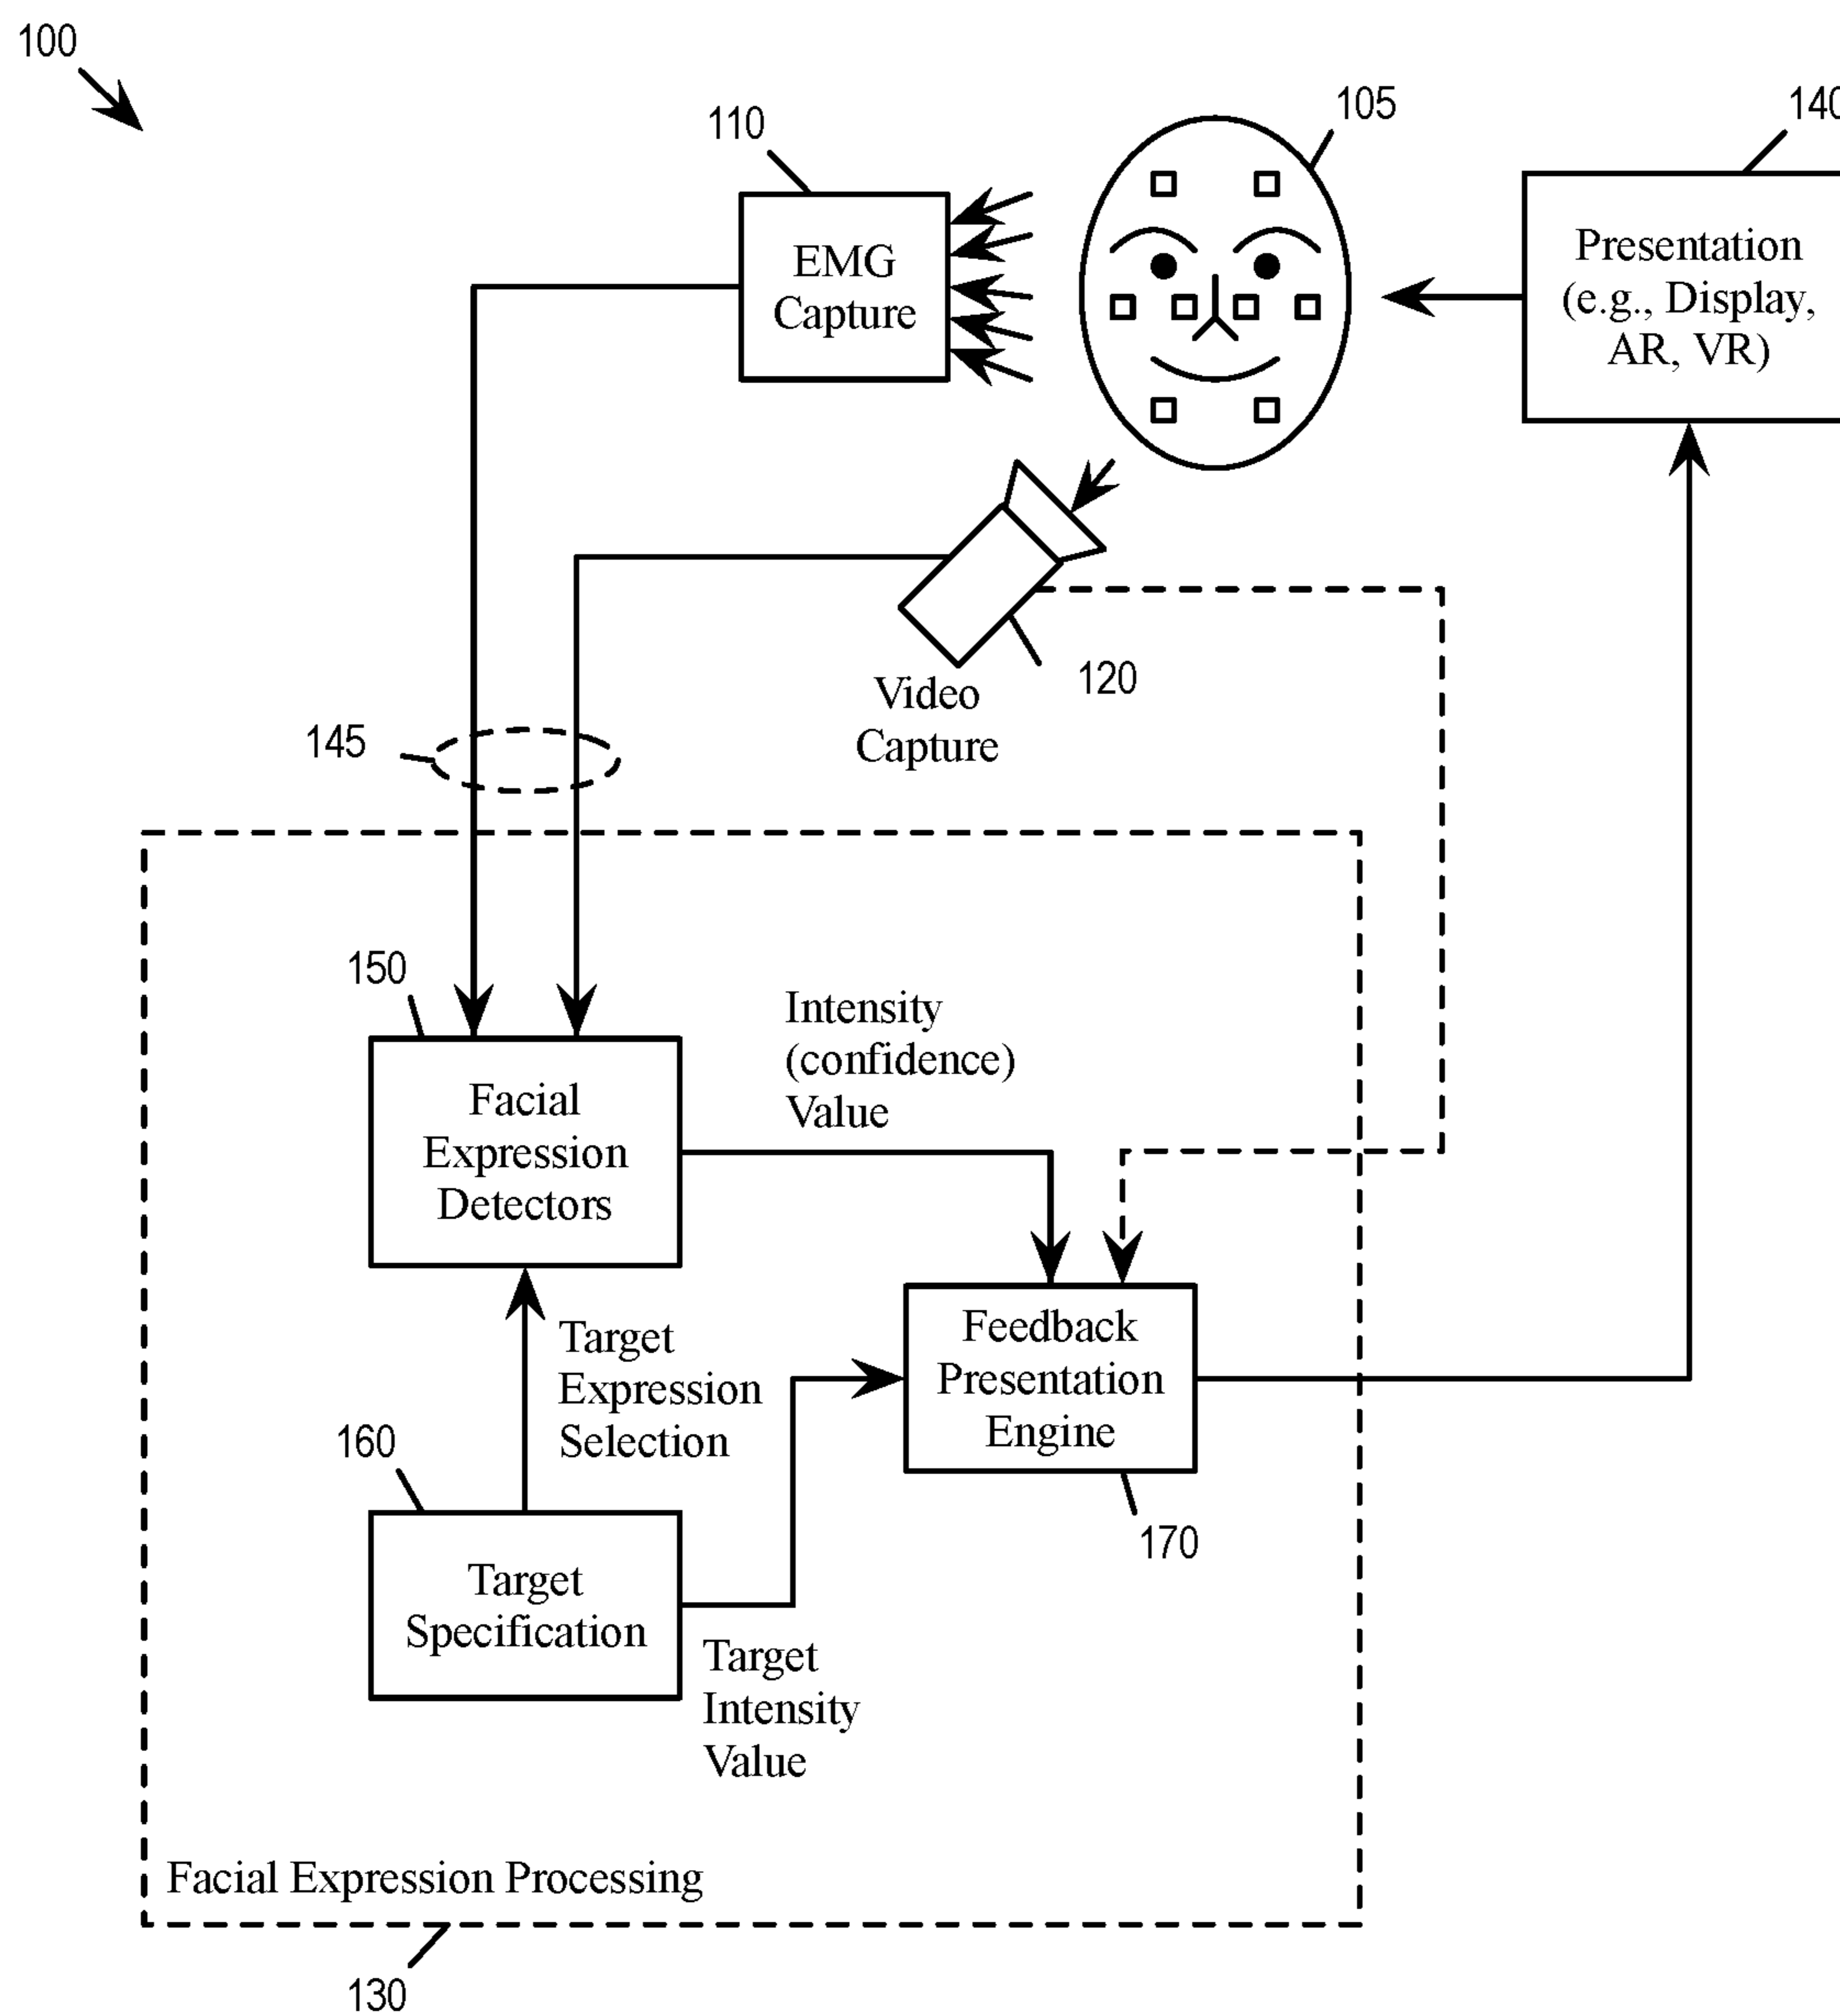 100
110
105
140
EMG
Capture
Presentation
(e.g., Display,
AR, VR)
120
Video
Capture
145
150
Intensity
(confidence)
Value
Facial
Expression
Detectors
Target
Expression
Selection
Feedback
Presentation
Engine
160
170
Target
Specification
Target
Intensity
Value
Facial Expression Processing
130